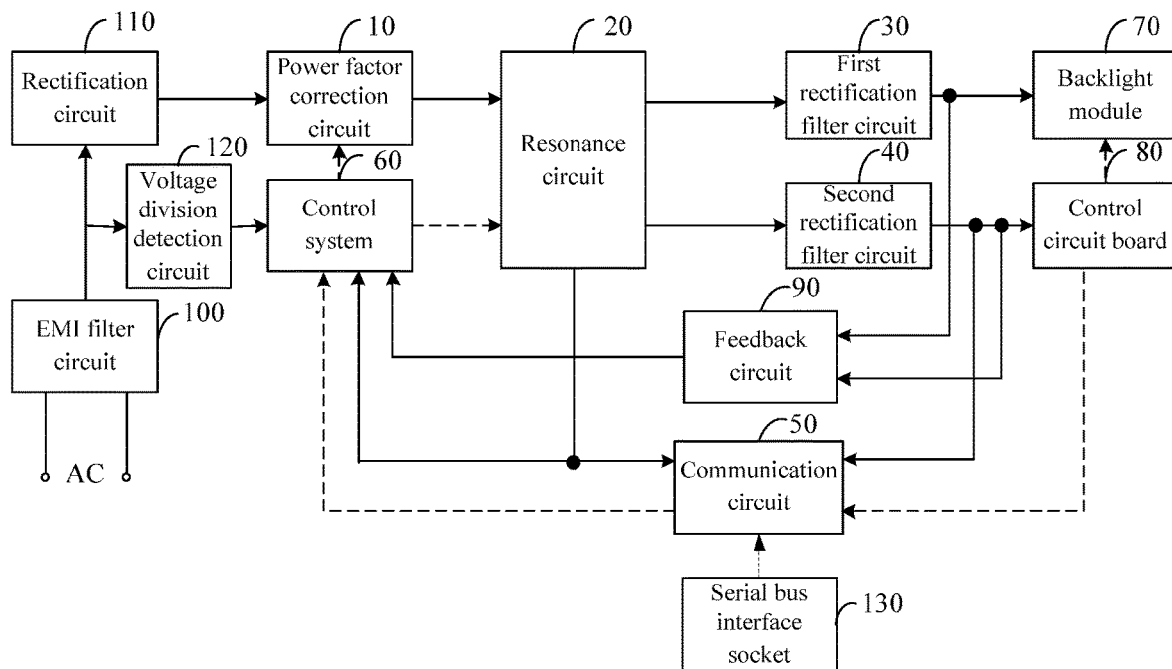 110
10
20
30
70
Rectification
circuit
Power factor
correction
circuit
Resonance
circuit
First
rectification
filter circuit
Backlight
module
120
60
40
80
Voltage
division
detection
circuit
Control
system
Second
rectification
filter circuit
Control
circuit board
100
EMI filter
circuit
90
Feedback
circuit
AC
50
Communication
circuit
Serial bus
interface
socket
130